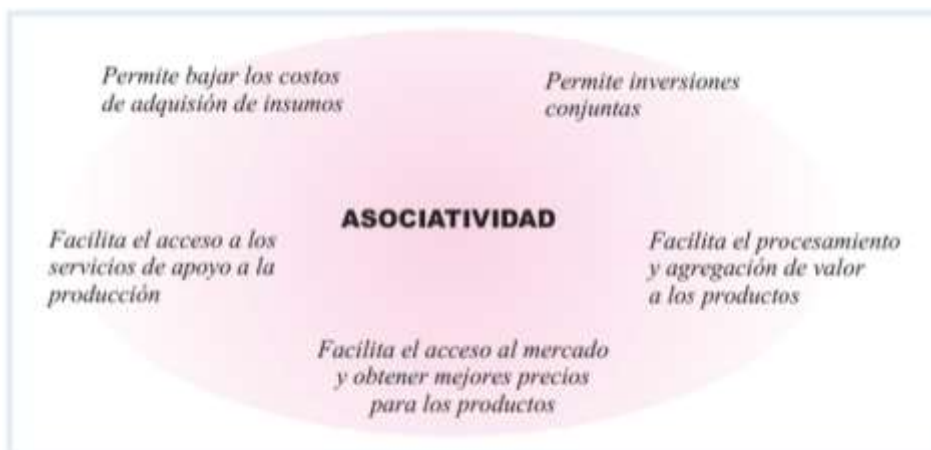 Permite bajar los costos
de adquisión de insumos
Permite inversiones
conjuntas
ASOCIATIVIDAD
Facilita el acceso a los
servicios de apoyo a la
producción
Facilita el procesamiento
y agregación de valor
a los productos
Facilita el acceso al mercado
y obtener mejores precios
para los productos